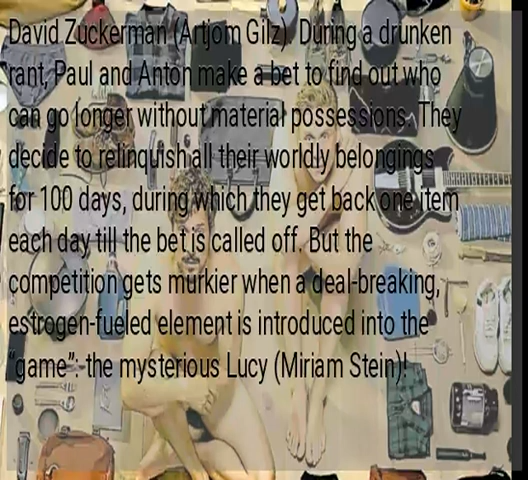 David Zuckerman (Artjom Gilz). During a drunken
rant, Paul and Anton make a bet to find out who
can go longer without material possessions. They
decide to relinquish all their worldly belongings
for 100 days, during which they get back one item
each day till the bet is called off. But the
competition gets murkier when a deal-breaking,
estrogen-fueled element is introduced into the
“game”: the mysterious Lucy (Miriam Stein)!